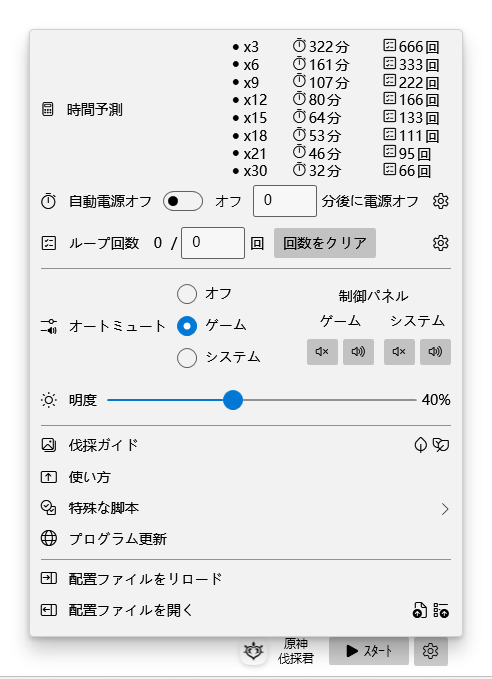 時間予測
• x3 322分 666回
• x6 161分 333回
• x9 107分 222回
• x12 80分 166回
• x15 64分 133回
• x18 53分 111回
• x21 46分 95回
• x30 32分 66回
自動電源オフ オフ 0 分後に電源オフ
ループ回数 0 / 0 回 回数をクリア
オートミュート
オフ
ゲーム
システム
制御パネル
ゲーム システム
明度 40%
伐採ガイド
使い方
特殊な脚本
プログラム更新
配置ファイルをリロード
配置ファイルを開く
原神
伐採君
スタート